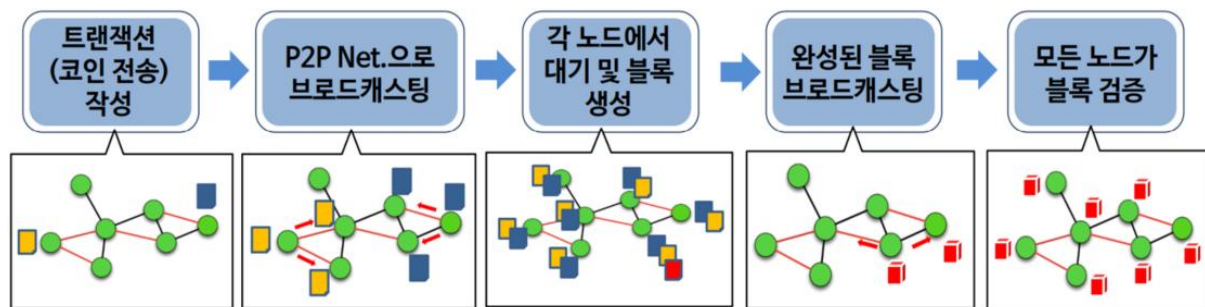 트랜잭션
(코인 전송)
작성
P2P Net.으로
브로드캐스팅
각 노드에서
대기 및 블록
생성
완성된 블록
브로드캐스팅
모든 노드가
블록 검증